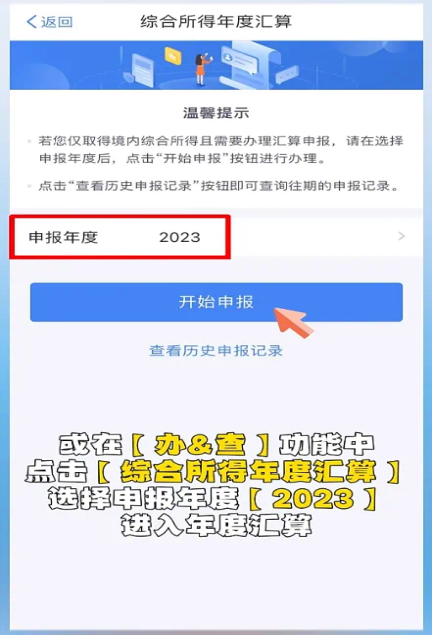 返回
综合所得年度汇算
温馨提示
若您仅取得境内综合所得且需要办理汇算申报，请在选择
申报年度后，点击“开始申报”按钮进行办理。
点击“查看历史申报记录”按钮即可查询往期的申报记录。
申报年度 2023
开始申报
查看历史申报记录
或在【办&查】功能中
点击【综合所得年度汇算】
选择申报年度【2023】
进入年度汇算